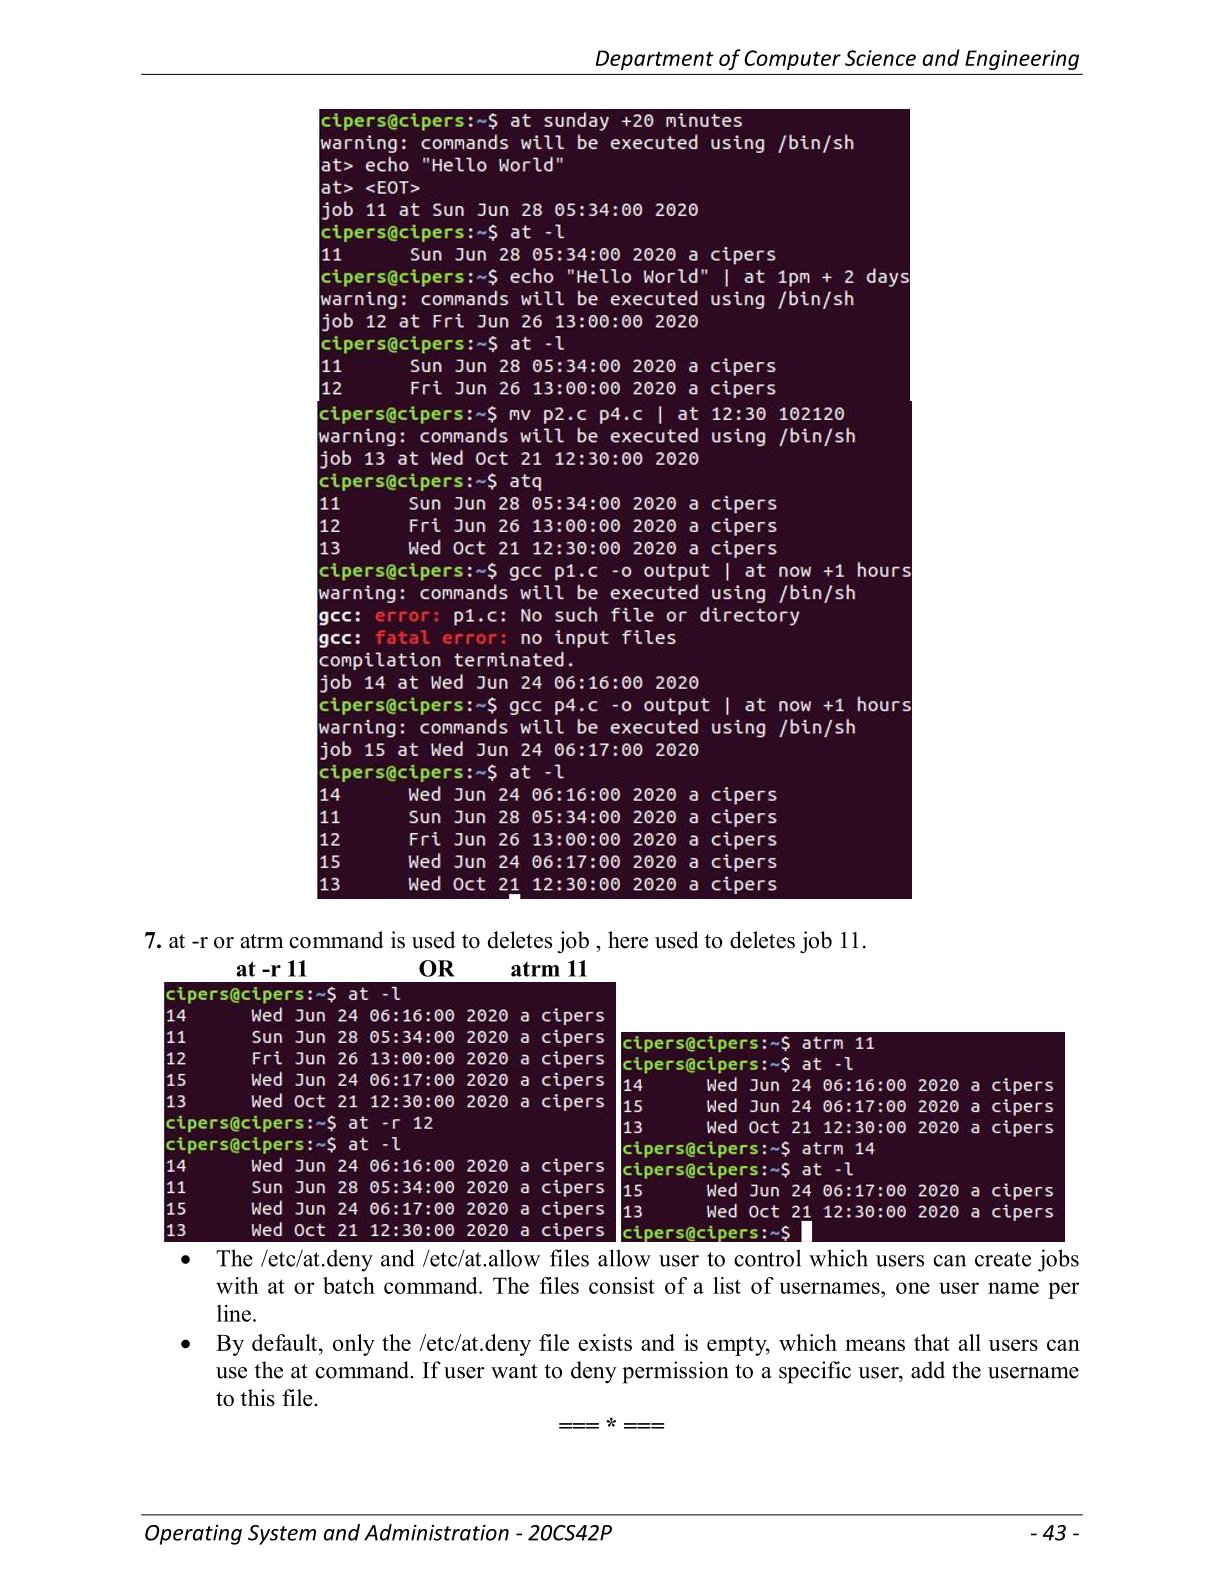 Department of Computer Science and Engineering
cipers@cipers:~$ at sunday +20 minutes
warning: commands will be executed using /bin/sh
at> echo "Hello World"
at> <EOT>
job 11 at Sun Jun 28 05:34:00 2020
cipers@cipers:~$ at -l
11 Sun Jun 28 05:34:00 2020 a cipers
cipers@cipers:~$ echo "Hello World" | at 1pm + 2 days
warning: commands will be executed using /bin/sh
job 12 at Fri Jun 26 13:00:00 2020
cipers@cipers:~$ at -l
11 Sun Jun 28 05:34:00 2020 a cipers
12 Fri Jun 26 13:00:00 2020 a cipers
cipers@cipers:~$ mv p2.c p4.c | at 12:30 102120
warning: commands will be executed using /bin/sh
job 13 at Wed Oct 21 12:30:00 2020
cipers@cipers:~$ atq
11 Sun Jun 28 05:34:00 2020 a cipers
12 Fri Jun 26 13:00:00 2020 a cipers
13 Wed Oct 21 12:30:00 2020 a cipers
cipers@cipers:~$ gcc p1.c -o output | at now +1 hours
warning: commands will be executed using /bin/sh
gcc: error: p1.c: No such file or directory
gcc: fatal error: no input files
compilation terminated.
job 14 at Wed Jun 24 06:16:00 2020
cipers@cipers:~$ gcc p4.c -o output | at now +1 hours
warning: commands will be executed using /bin/sh
job 15 at Wed Jun 24 06:17:00 2020
cipers@cipers:~$ at -l
14 Wed Jun 24 06:16:00 2020 a cipers
11 Sun Jun 28 05:34:00 2020 a cipers
12 Fri Jun 26 13:00:00 2020 a cipers
15 Wed Jun 24 06:17:00 2020 a cipers
13 Wed Oct 21 12:30:00 2020 a cipers
7. at -r or atrm command is used to deletes job , here used to deletes job 11.
at -r 11 OR atrm 11
cipers@cipers:~$ at -l
14 Wed Jun 24 06:16:00 2020 a cipers
11 Sun Jun 28 05:34:00 2020 a cipers
12 Fri Jun 26 13:00:00 2020 a cipers
15 Wed Jun 24 06:17:00 2020 a cipers
13 Wed Oct 21 12:30:00 2020 a cipers
cipers@cipers:~$ at -r 12
cipers@cipers:~$ at -l
14 Wed Jun 24 06:16:00 2020 a cipers
11 Sun Jun 28 05:34:00 2020 a cipers
15 Wed Jun 24 06:17:00 2020 a cipers
13 Wed Oct 21 12:30:00 2020 a cipers
cipers@cipers:~$ atrm 11
cipers@cipers:~$ at -l
14 Wed Jun 24 06:16:00 2020 a cipers
15 Wed Jun 24 06:17:00 2020 a cipers
13 Wed Oct 21 12:30:00 2020 a cipers
cipers@cipers:~$ atrm 14
cipers@cipers:~$ at -l
15 Wed Jun 24 06:17:00 2020 a cipers
13 Wed Oct 21 12:30:00 2020 a cipers
cipers@cipers:~$
• The /etc/at.deny and /etc/at.allow files allow user to control which users can create jobs
with at or batch command. The files consist of a list of usernames, one user name per
line.
• By default, only the /etc/at.deny file exists and is empty, which means that all users can
use the at command. If user want to deny permission to a specific user, add the username
to this file.
=== * ===
Operating System and Administration - 20CS42P - 43 -